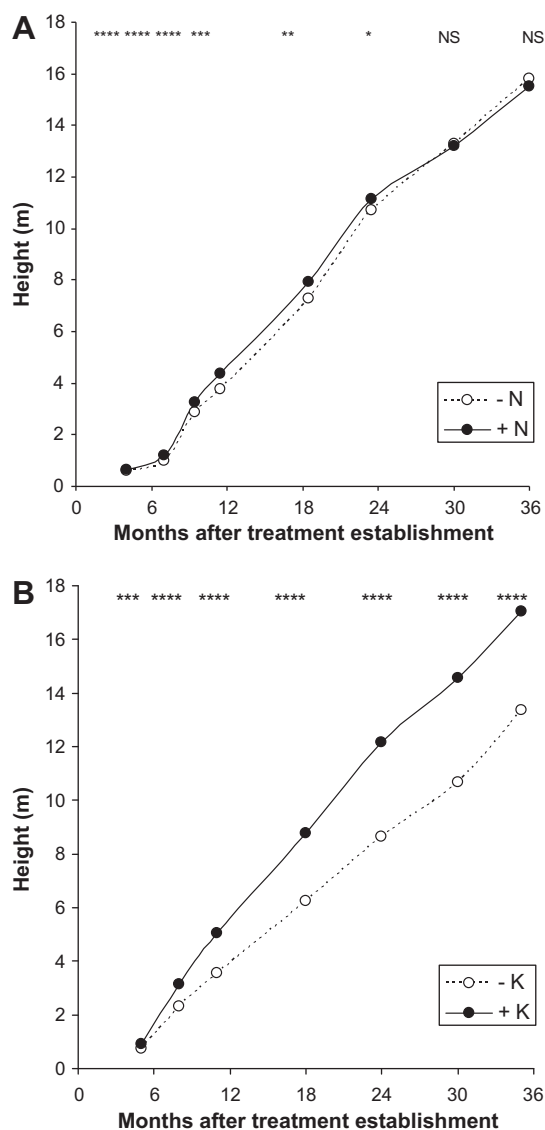 A
**** **** **** *** ** * NS NS
18
16
14
12
10
8
6
4
2
0
Height (m)
- N
+ N
0 6 12 18 24 30 36
Months after treatment establishment
B
*** **** **** **** **** **** ****
18
16
14
12
10
8
6
4
2
0
Height (m)
- K
+ K
0 6 12 18 24 30 36
Months after treatment establishment